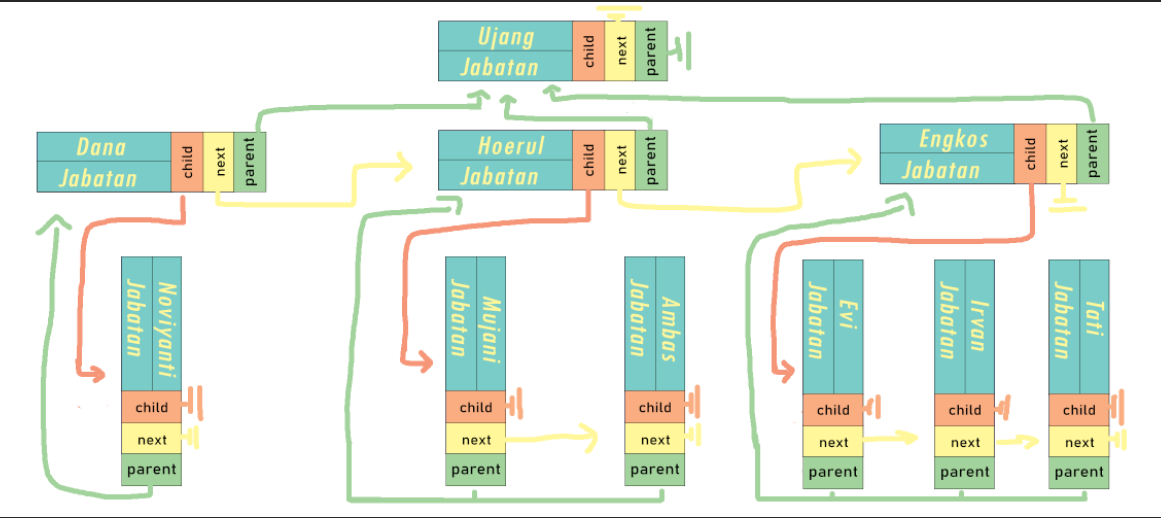 Ujang
Jabatan
child
next
parent
Dana
Jabatan
child
next
parent
Hoerul
Jabatan
child
next
parent
Engkos
Jabatan
child
next
parent
Noviyanti
Jabatan
child
next
parent
Mujani
Jabatan
child
next
parent
Ambas
Jabatan
child
next
parent
Evi
Jabatan
child
next
parent
Irvan
Jabatan
child
next
parent
Tati
Jabatan
child
next
parent